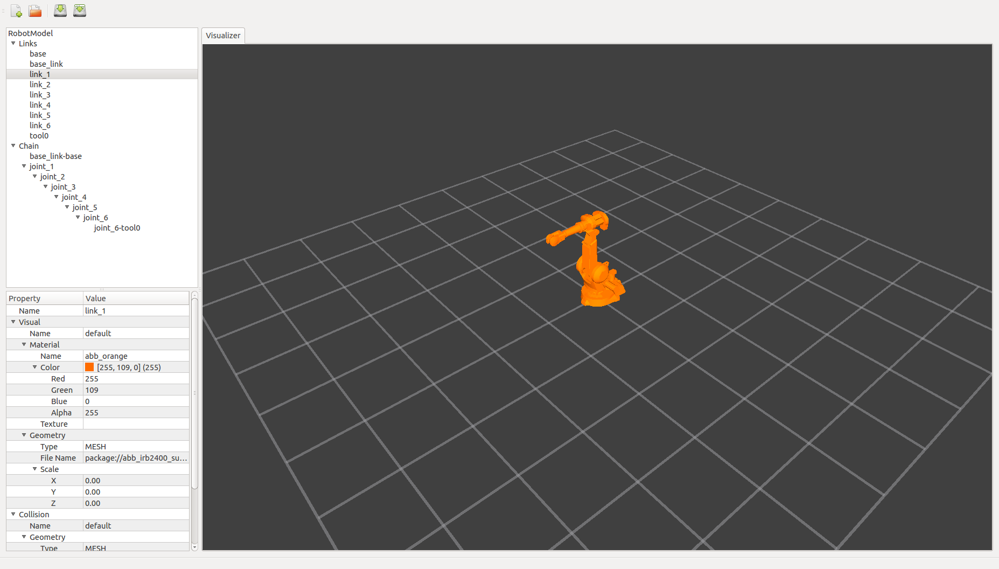 RobotModel
Links
base
base_link
link_1
link_2
link_3
link_4
link_5
link_6
tool0
Chain
base_link-base
joint_1
joint_2
joint_3
joint_4
joint_5
joint_6
joint_6-tool0
Visualizer
Property Value
Name link_1
Visual
Name default
Material
Name abb_orange
Color [255, 109, 0] (255)
Red 255
Green 109
Blue 0
Alpha 255
Texture
Geometry
Type MESH
File Name package://abb_irb2400_su...
Scale
X 0.00
Y 0.00
Z 0.00
Collision
Name default
Geometry
Type MESH